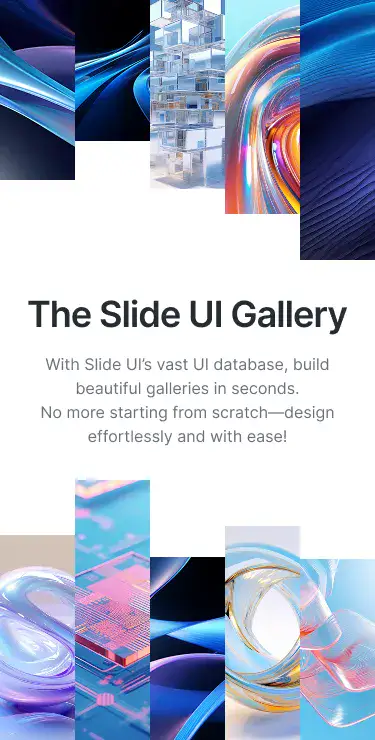 The Slide UI Gallery
With Slide UI’s vast UI database, build
beautiful galleries in seconds.
No more starting from scratch—design
effortlessly and with ease!